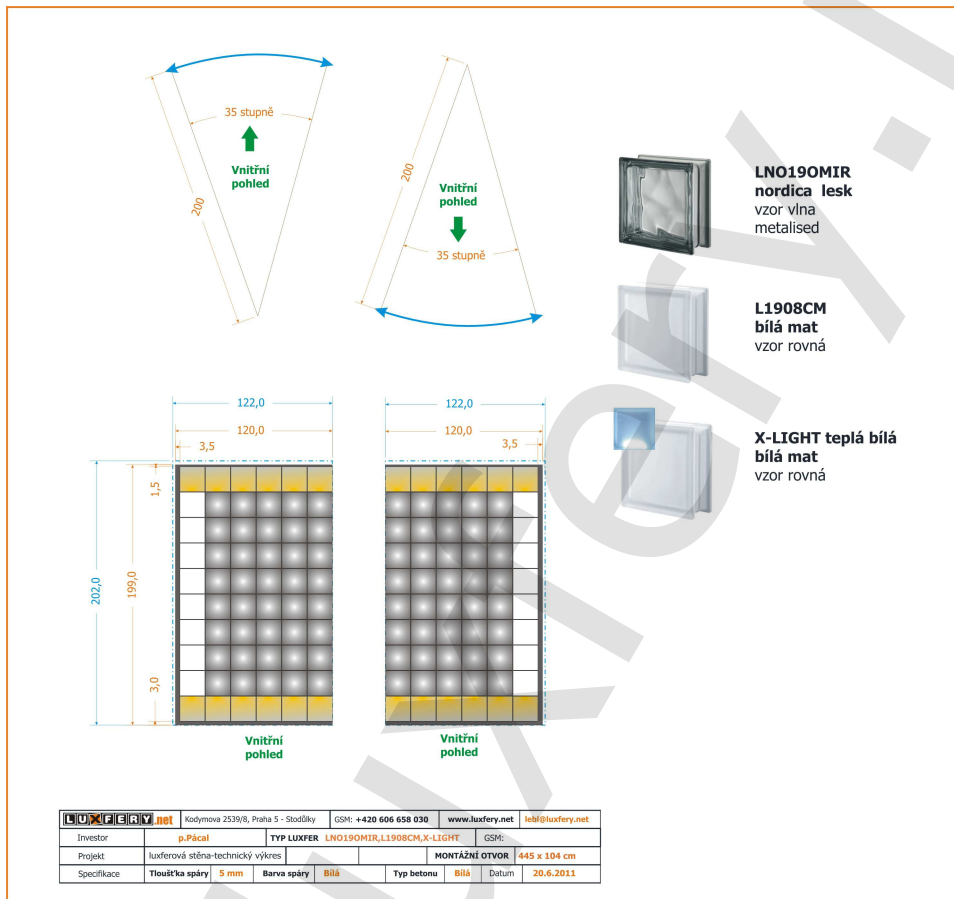 35 stupně
Vnitřní
pohled
200
200
Vnitřní
pohled
35 stupně
LNO19OMIR
nordica lesk
vzor vlna
metalised
L1908CM
bílá mat
vzor rovná
X-LIGHT teplá bílá
bílá mat
vzor rovná
122,0
120,0
3,5
122,0
120,0
3,5
1,5
202,0
199,0
3,0
Vnitřní
pohled
Vnitřní
pohled
LUXFERY.net Kodymova 2539/8, Praha 5 - Stodůlky GSM: +420 606 658 030 www.luxfery.net lebl@luxfery.net
Investor p.Pácal TYP LUXFER LNO19OMIR,L1908CM,X-LIGHT GSM:
Projekt luxferová stěna-technický výkres MONTÁŽNÍ OTVOR 445 x 104 cm
Specifikace Tloušťka spáry 5 mm Barva spáry Bílá Typ betonu Bílá Datum 20.6.2011
luxfery.